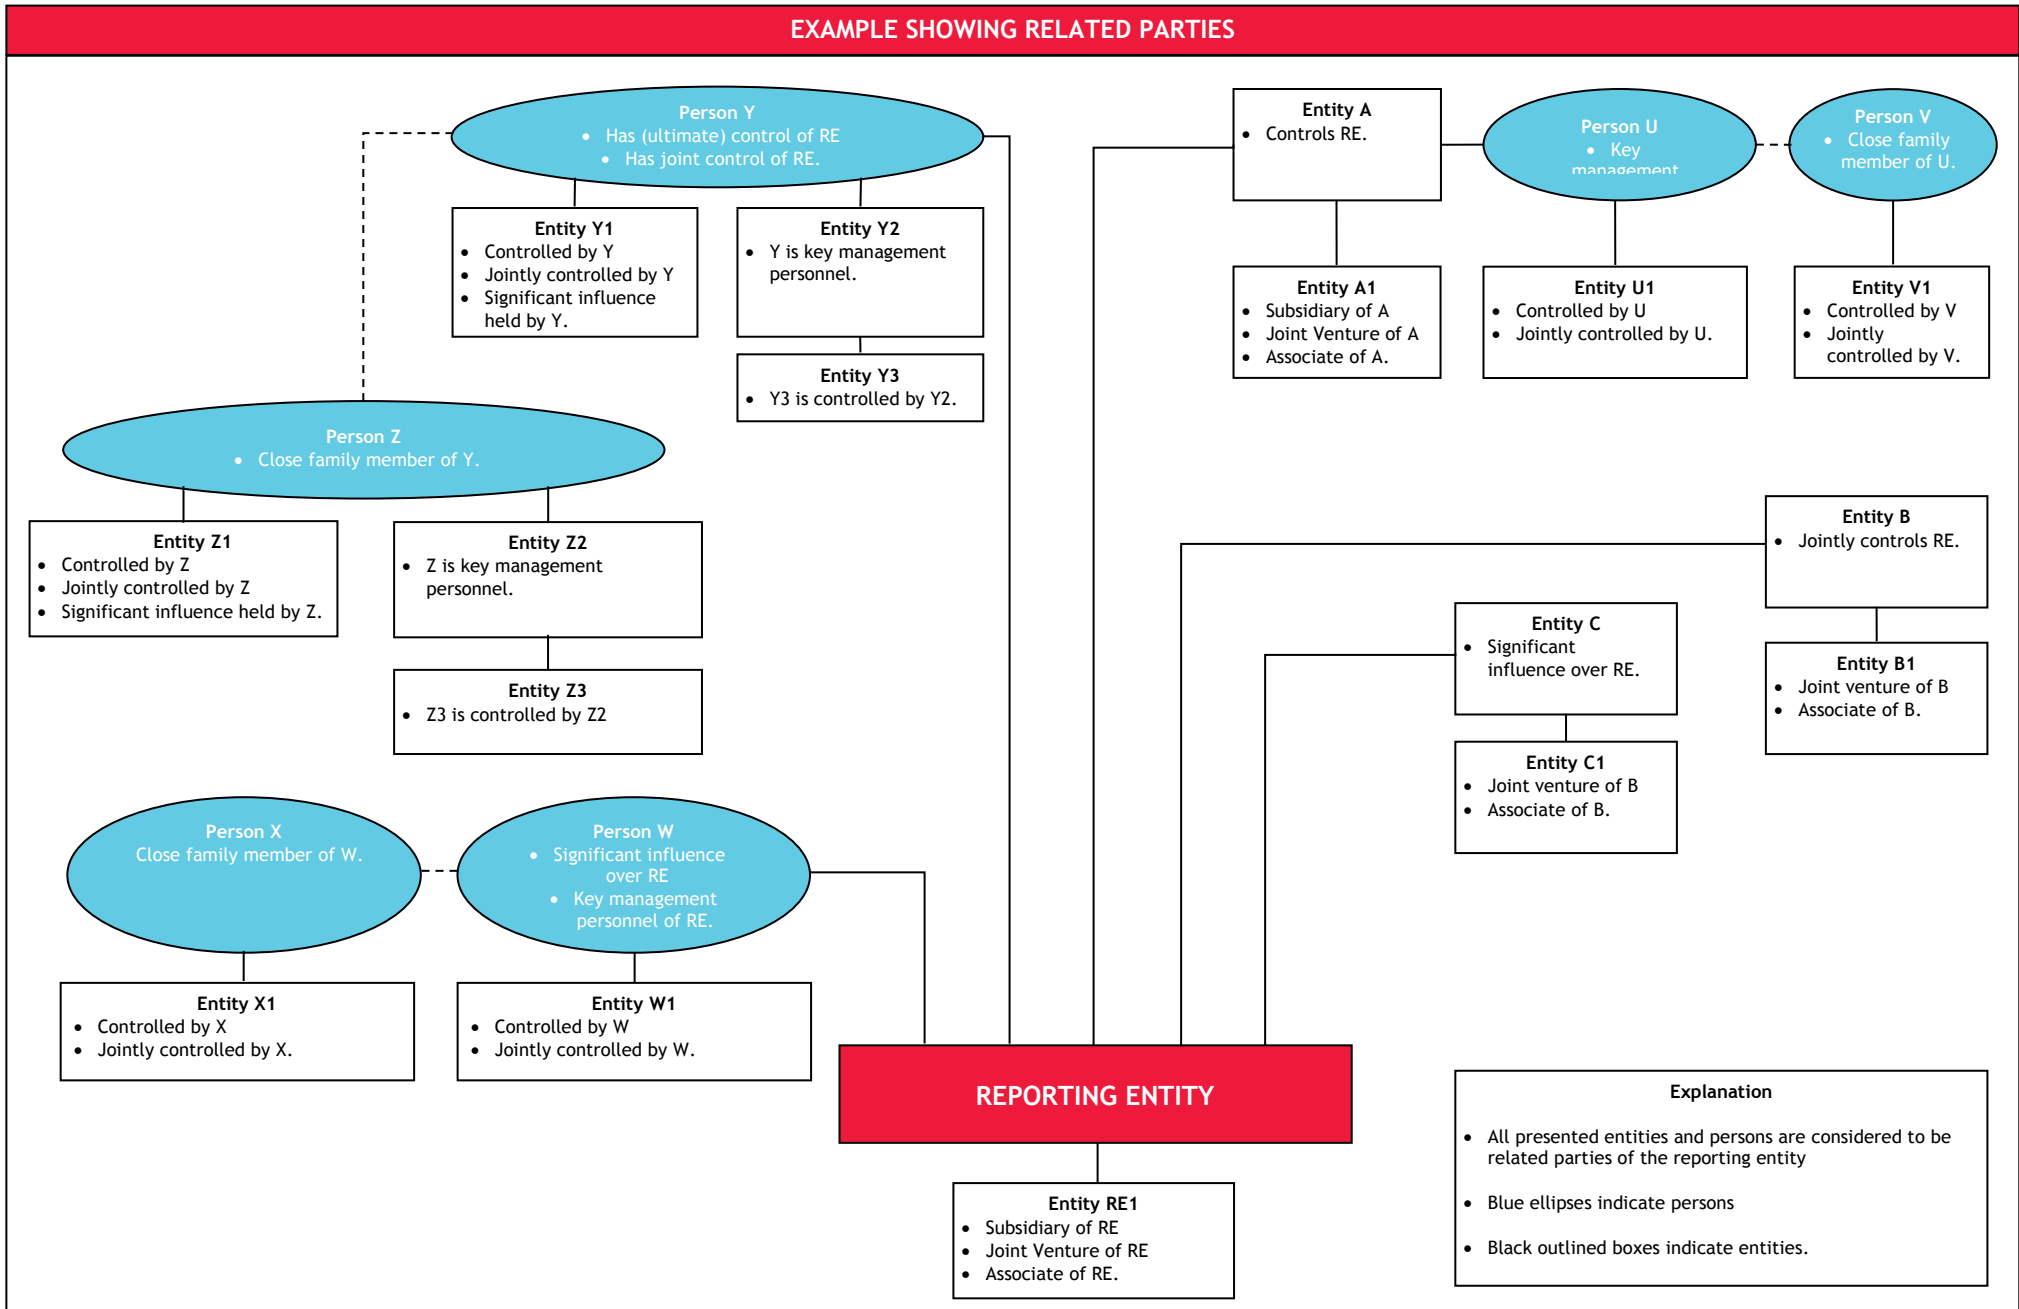 EXAMPLE SHOWING RELATED PARTIES
Person Y
• Has (ultimate) control of RE
• Has joint control of RE.
Entity Y1
• Controlled by Y
• Jointly controlled by Y
• Significant influence
held by Y.
Entity Y2
• Y is key management
personnel.
Entity Y3
• Y3 is controlled by Y2.
Entity A
• Controls RE.
Person U
• Key
management
Person V
• Close family
member of U.
Entity A1
• Subsidiary of A
• Joint Venture of A
• Associate of A.
Entity U1
• Controlled by U
• Jointly controlled by U.
Entity V1
• Controlled by V
• Jointly
controlled by V.
Person Z
• Close family member of Y.
Entity Z1
• Controlled by Z
• Jointly controlled by Z
• Significant influence held by Z.
Entity Z2
• Z is key management
personnel.
Entity Z3
• Z3 is controlled by Z2
Entity B
• Jointly controls RE.
Entity B1
• Joint venture of B
• Associate of B.
Entity C
• Significant
influence over RE.
Entity C1
• Joint venture of B
• Associate of B.
Person X
Close family member of W.
Person W
• Significant influence
over RE
• Key management
personnel of RE.
Entity X1
• Controlled by X
• Jointly controlled by X.
Entity W1
• Controlled by W
• Jointly controlled by W.
REPORTING ENTITY
Entity RE1
• Subsidiary of RE
• Joint Venture of RE
• Associate of RE.
Explanation
• All presented entities and persons are considered to be
related parties of the reporting entity
• Blue ellipses indicate persons
• Black outlined boxes indicate entities.